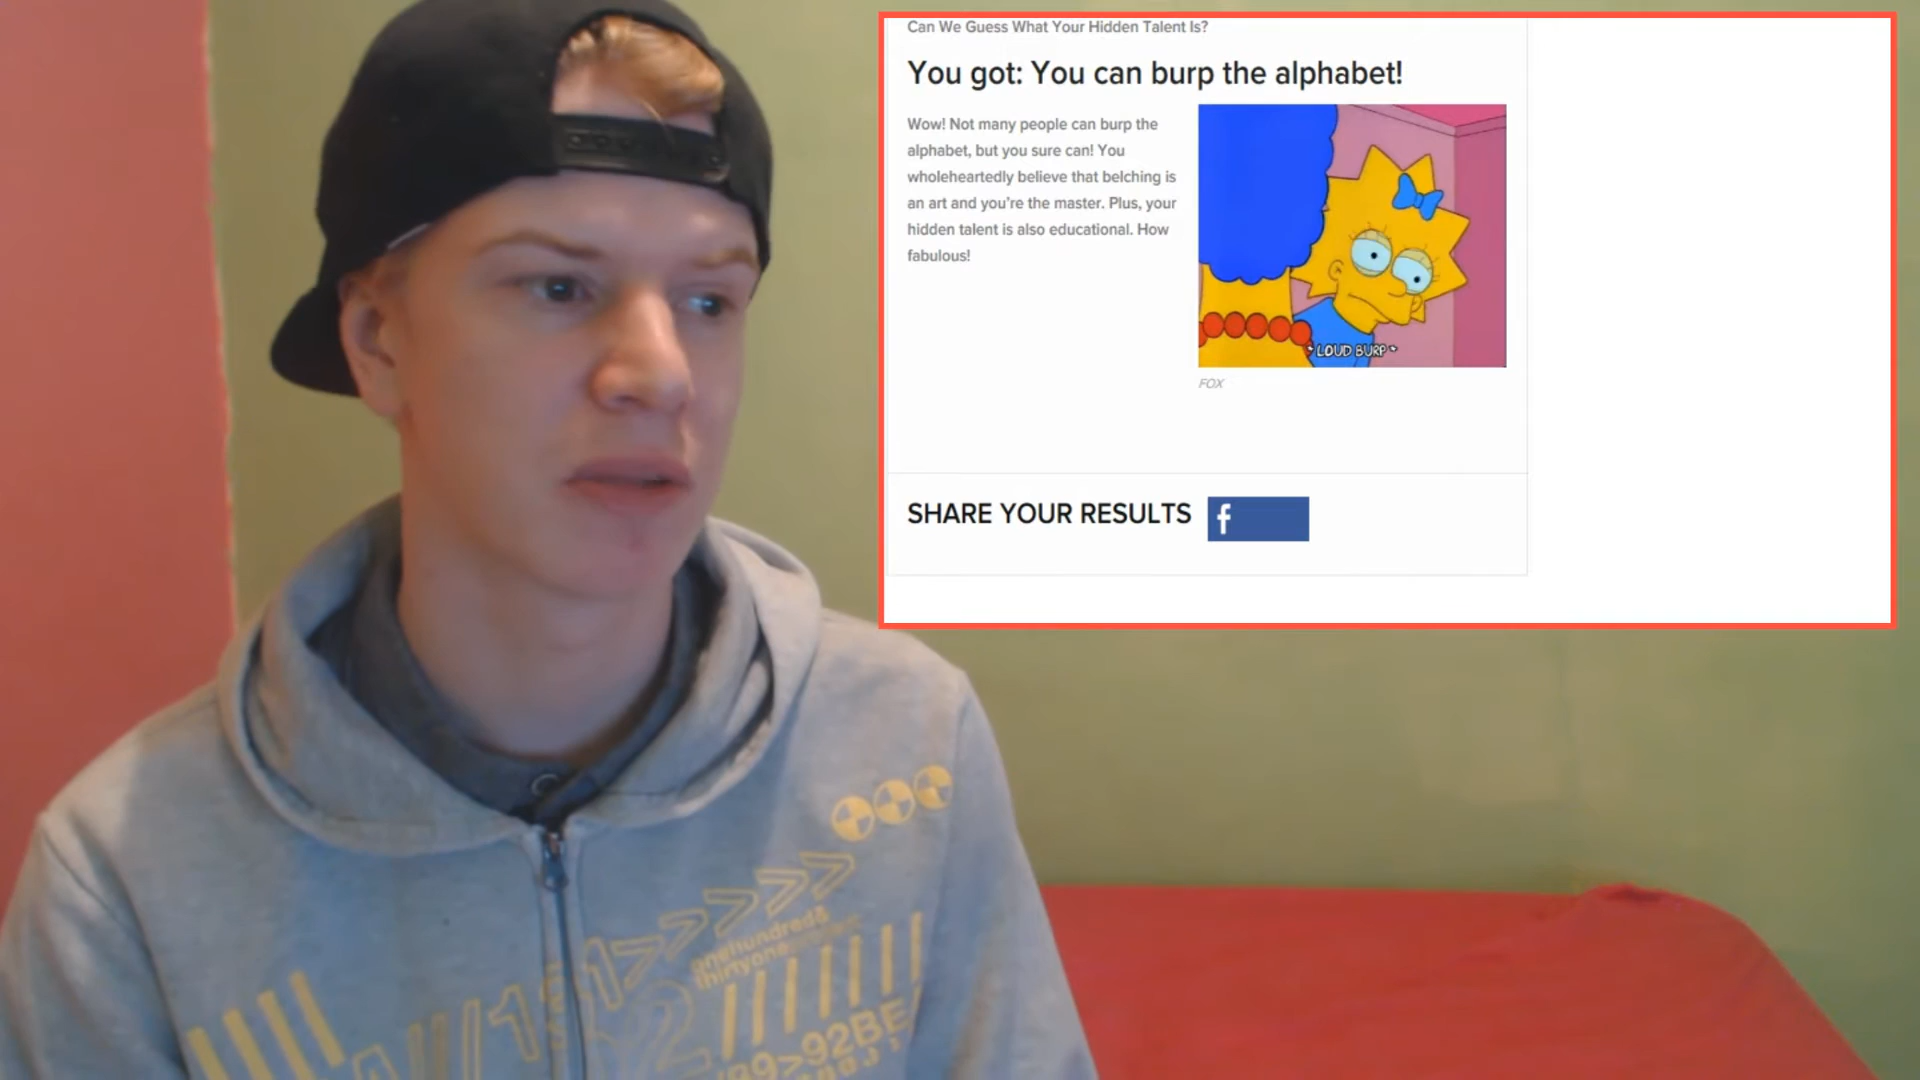 Can We Guess What Your Hidden Talent Is?
You got: You can burp the alphabet!
Wow! Not many people can burp the
alphabet, but you sure can! You
wholeheartedly believe that belching is
an art and you're the master. Plus, your
hidden talent is also educational. How
fabulous!
*LOUD BURP*
FOX
SHARE YOUR RESULTS
f
>>>>>
onehundred&
thirtyone